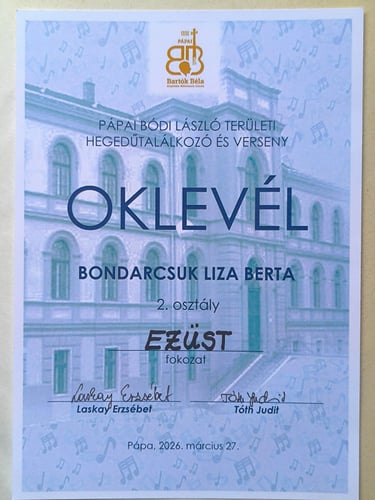 PÁPAI
Bartók Béla
PÁPAI BÓDI LÁSZLÓ TERÜLETI
HEGEDŰTALÁLKOZÓ ÉS VERSENY
OKLEVÉL
BONDARCSUK LIZA BERTA
2. osztály
EZÜST
fokozat
Laskay Erzsébet Tóth Judit
Laskay Erzsébet Tóth Judit
Pápa, 2026. március 27.